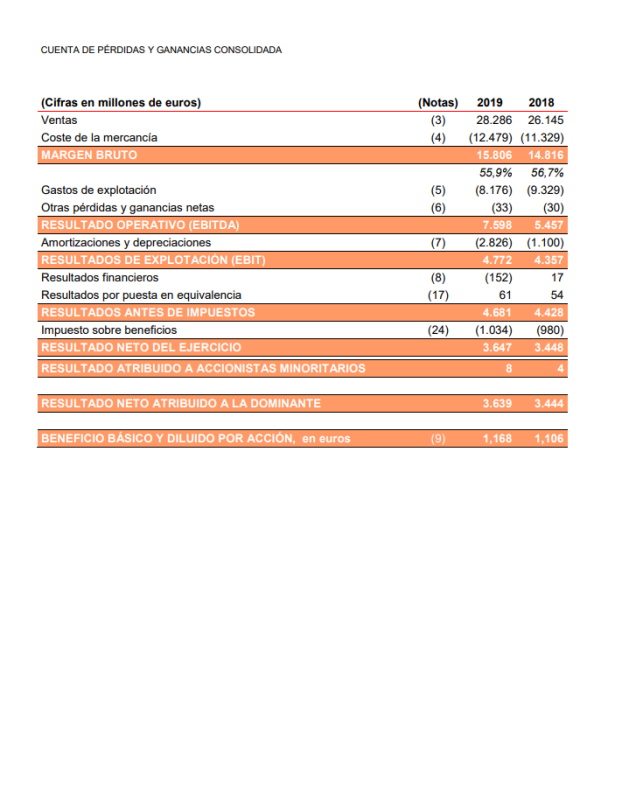 CUENTA DE PÉRDIDAS Y GANANCIAS CONSOLIDADA
(Cifras en millones de euros) (Notas) 2019 2018
Ventas (3) 28.286 26.145
Coste de la mercancía (4) (12.479) (11.329)
MARGEN BRUTO 15.806 14.816
55,9% 56,7%
Gastos de explotación (5) (8.176) (9.329)
Otras pérdidas y ganancias netas (6) (33) (30)
RESULTADO OPERATIVO (EBITDA) 7.598 5.457
Amortizaciones y depreciaciones (7) (2.826) (1.100)
RESULTADOS DE EXPLOTACIÓN (EBIT) 4.772 4.357
Resultados financieros (8) (152) 17
Resultados por puesta en equivalencia (17) 61 54
RESULTADOS ANTES DE IMPUESTOS 4.681 4.428
Impuesto sobre beneficios (24) (1.034) (980)
RESULTADO NETO DEL EJERCICIO 3.647 3.448
RESULTADO ATRIBUIDO A ACCIONISTAS MINORITARIOS 8 4
RESULTADO NETO ATRIBUIDO A LA DOMINANTE 3.639 3.444
BENEFICIO BÁSICO Y DILUIDO POR ACCIÓN, en euros (9) 1,168 1,106